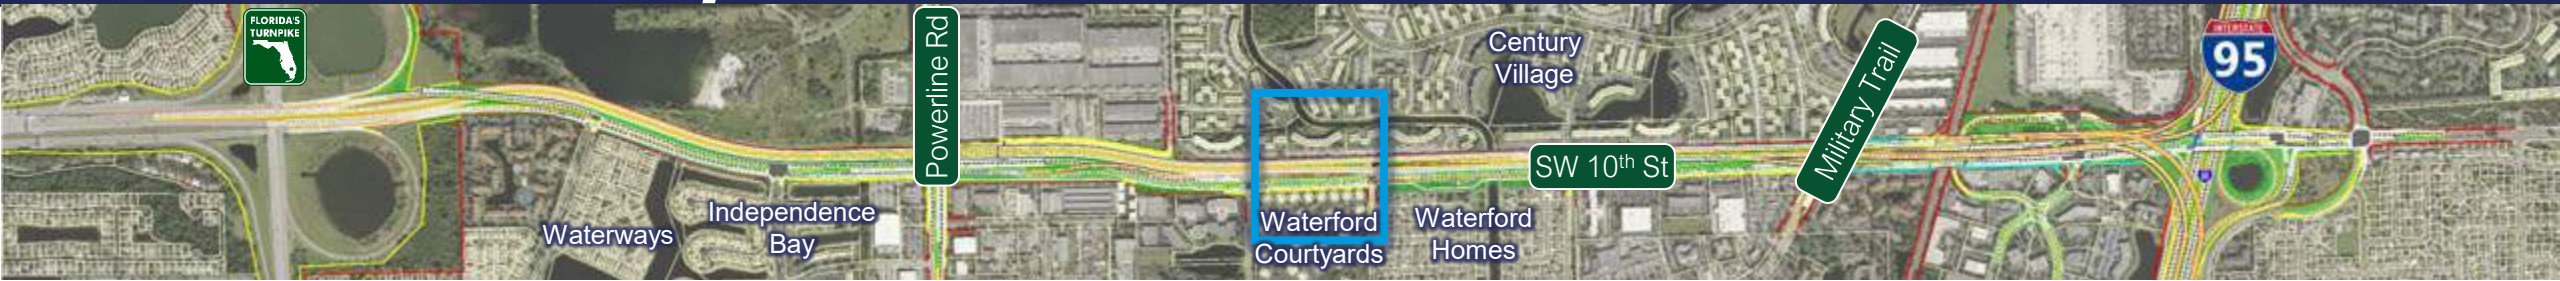 FLORIDA'S
TURNPIKE
Waterways
Independence
Bay
Powerline Rd
Waterford
Courtyards
Waterford
Homes
Century
Village
SW 10th St
Military Trail
INTERSTATE
95